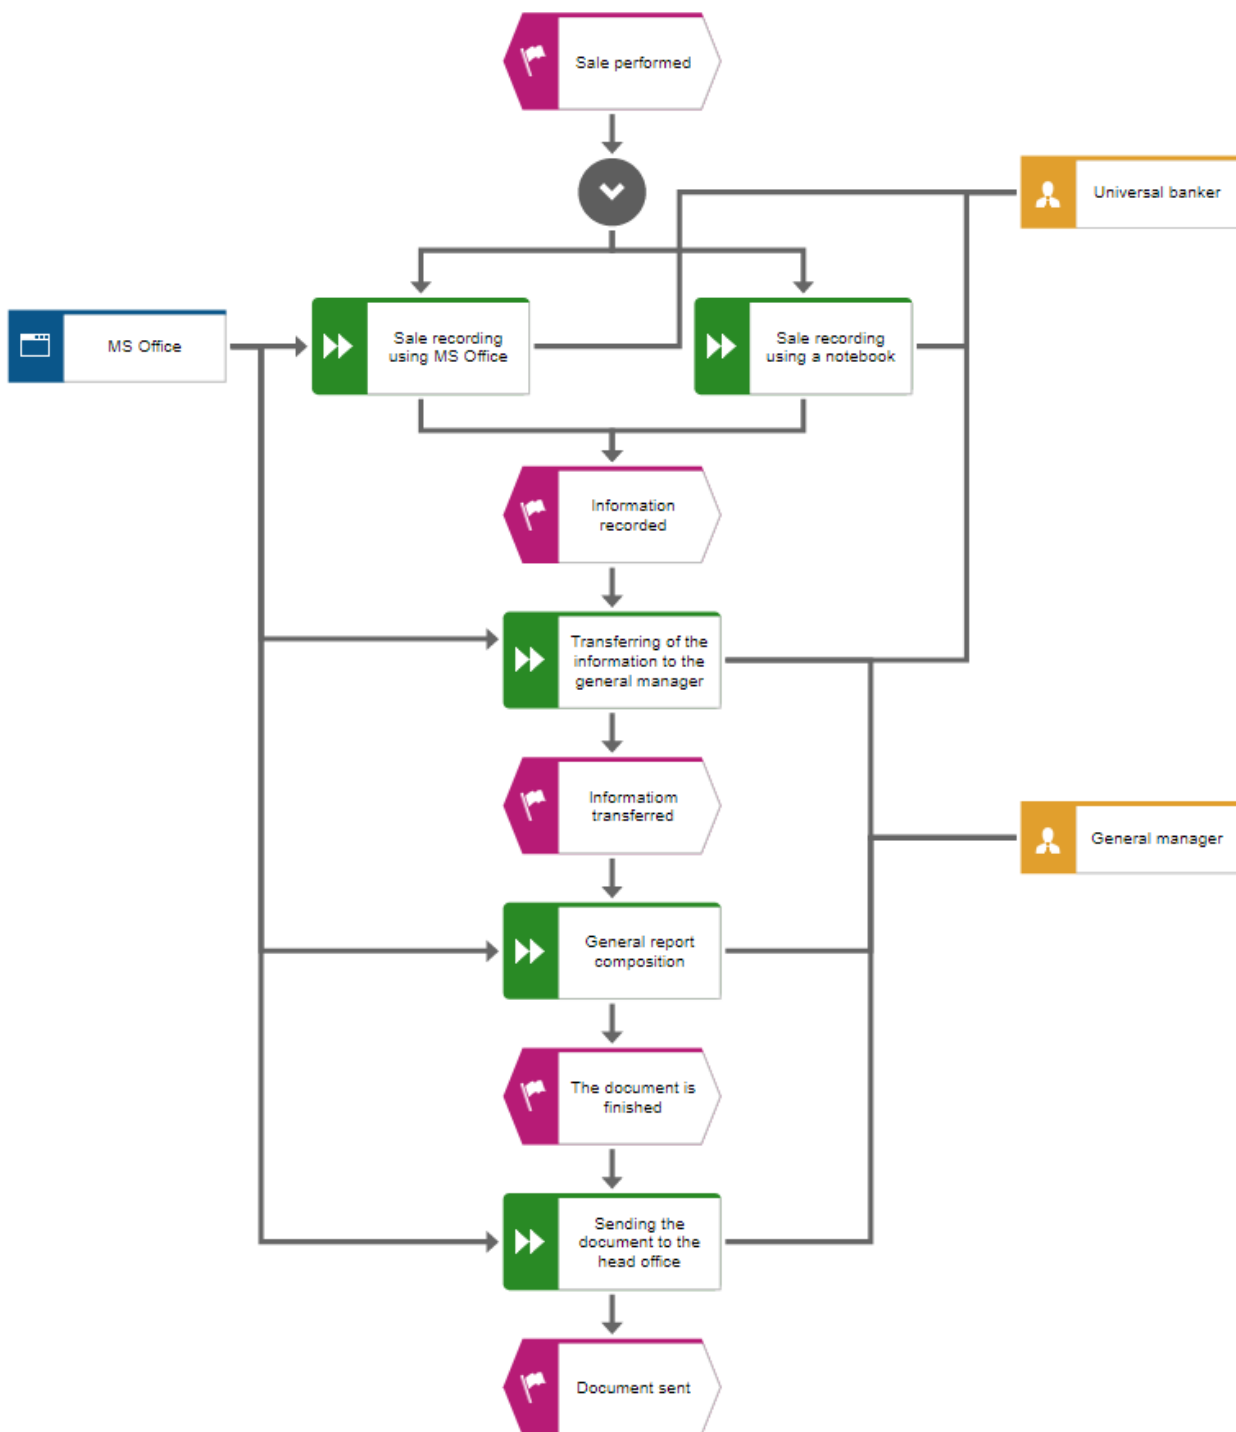 Sale performed
Universal banker
MS Office
Sale recording
using MS Office
Sale recording
using a notebook
Information
recorded
Transferring of the
information to the
general manager
Informatiom
transferred
General manager
General report
composition
The document is
finished
Sending the
document to the
head office
Document sent